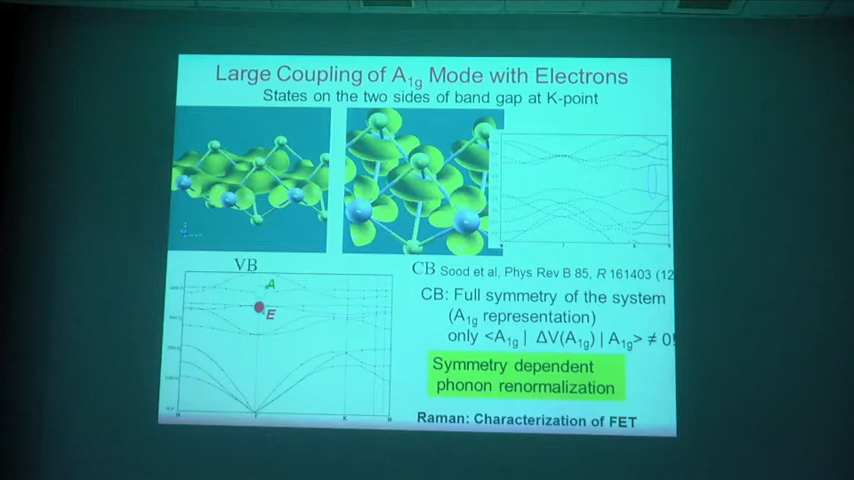 Large Coupling of A1g Mode with Electrons
States on the two sides of band gap at K-point
VB
CB Sood et al, Phys Rev B 85, R 161403 (12
A
E
CB: Full symmetry of the system
(A1g representation)
only <A1g | ΔV(A1g) | A1g> ≠ 0!
Symmetry dependent
phonon renormalization
Raman: Characterization of FET